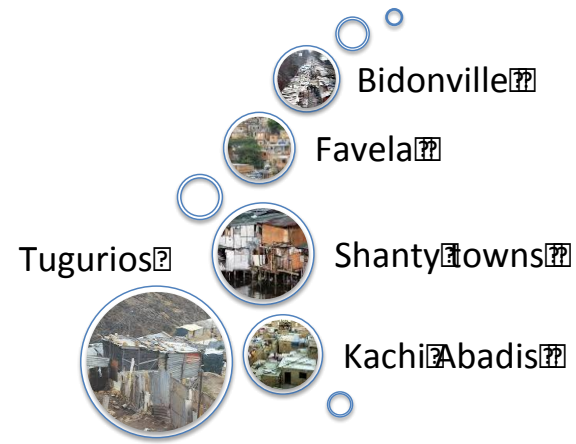 Bidonville⍰⍰
Favela⍰⍰
Tugurios⍰
Shanty⍰towns⍰⍰
Kachi⍰Abadis⍰⍰